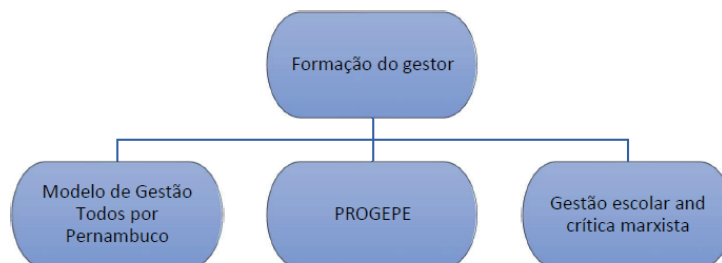 Formação do gestor
Modelo de Gestão
Todos por
Pernambuco
PROGEPE
Gestão escolar and
crítica marxista